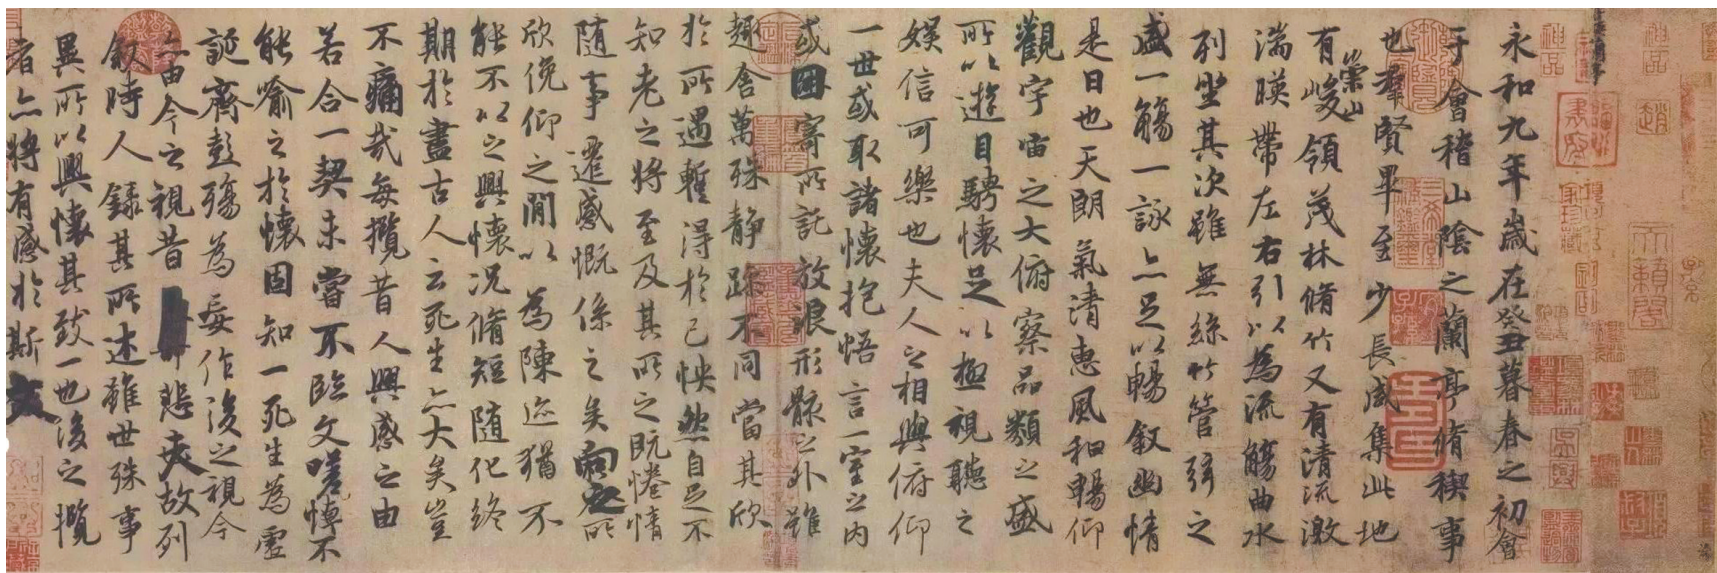 永和九年歲在癸丑暮春之初會
于會稽山陰之蘭亭脩稧事
也羣賢畢至少長咸集此地
有崇山峻領茂林脩竹又有清流激
湍暎帶左右引以為流觴曲水
列坐其次雖無絲竹管弦之
盛一觴一詠亦足以暢敘幽情
是日也天朗氣清惠風和暢仰
觀宇宙之大俯察品類之盛
所以遊目騁懷足以極視聽之
娛信可樂也夫人之相與俯仰
一世或取諸懷抱悟言一室之內
或因寄所託放浪形骸之外雖
趣舍萬殊靜躁不同當其欣
於所遇暫得於己怏然自足不
知老之將至及其所之既惓情
隨事遷感慨係之矣向之所
欣俛仰之閒以為陳迹猶不
能不以之興懷況脩短隨化終
期於盡古人云死生亦大矣豈
不痛哉每攬昔人興感之由
若合一契未嘗不臨文嗟悼不
能喻之於懷固知一死生為虛
誕齊彭殤為妄作後之視今
亦由今之視昔悲夫故列
敘時人錄其所述雖世殊事
異所以興懷其致一也後之攬
者亦將有感於斯文